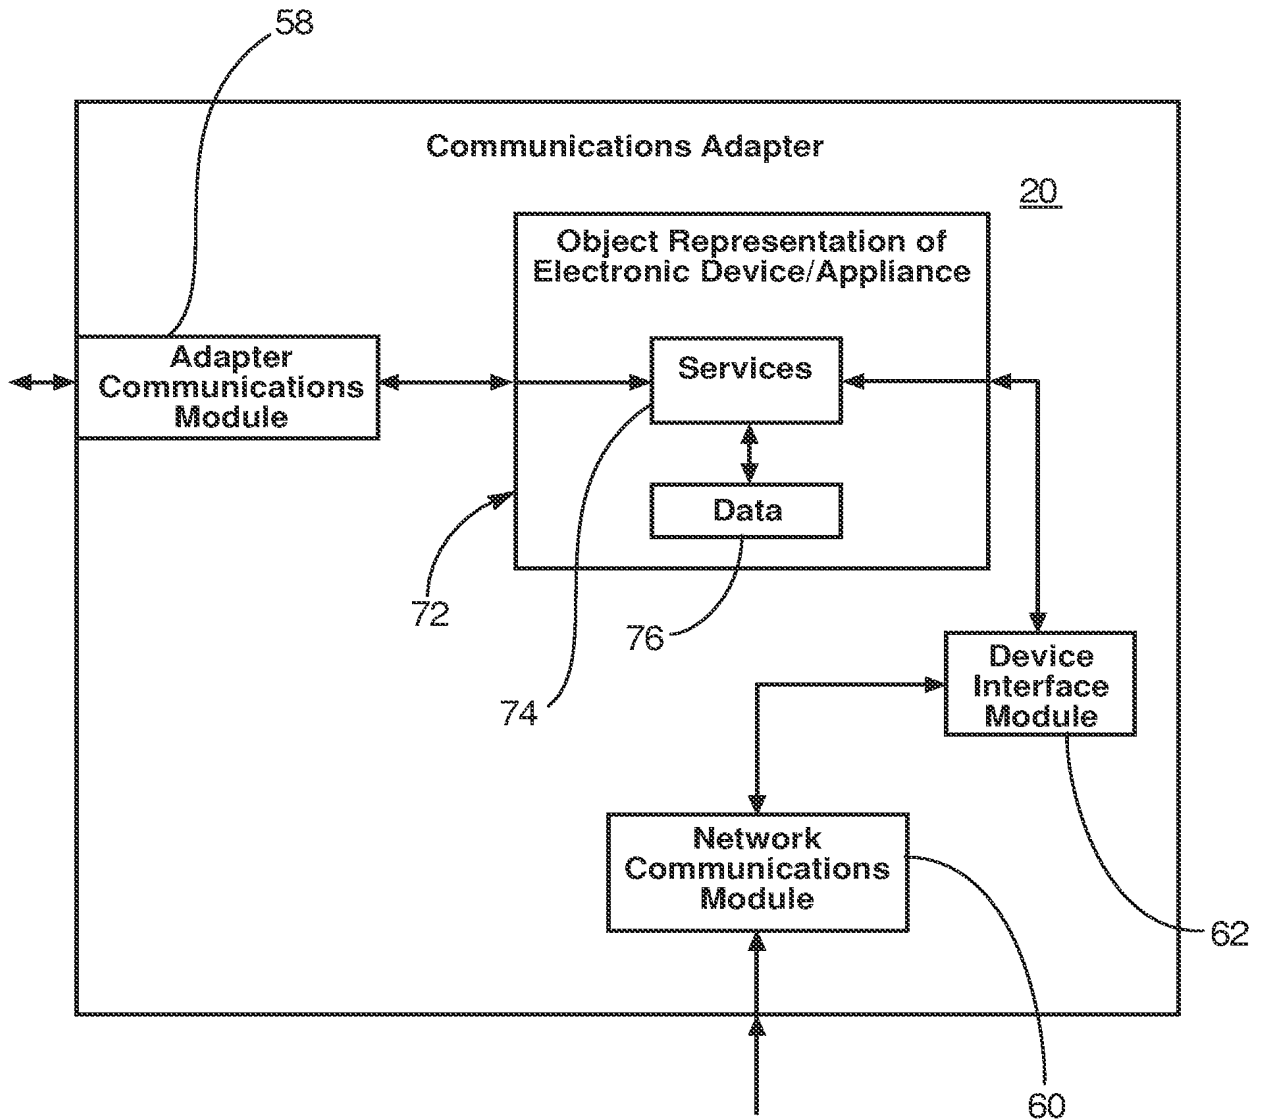 58
Communications Adapter
20
Object Representation of
Electronic Device/Appliance
Adapter
Communications
Module
Services
Data
72
76
74
Device
Interface
Module
Network
Communications
Module
62
60